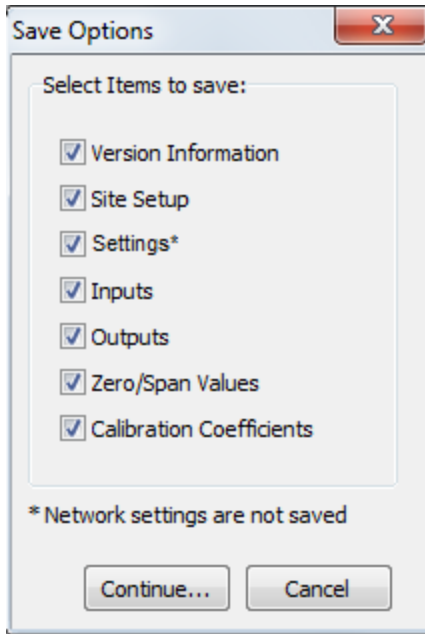 Save Options
Select Items to save:
Version Information
Site Setup
Settings*
Inputs
Outputs
Zero/Span Values
Calibration Coefficients
* Network settings are not saved
Continue... Cancel